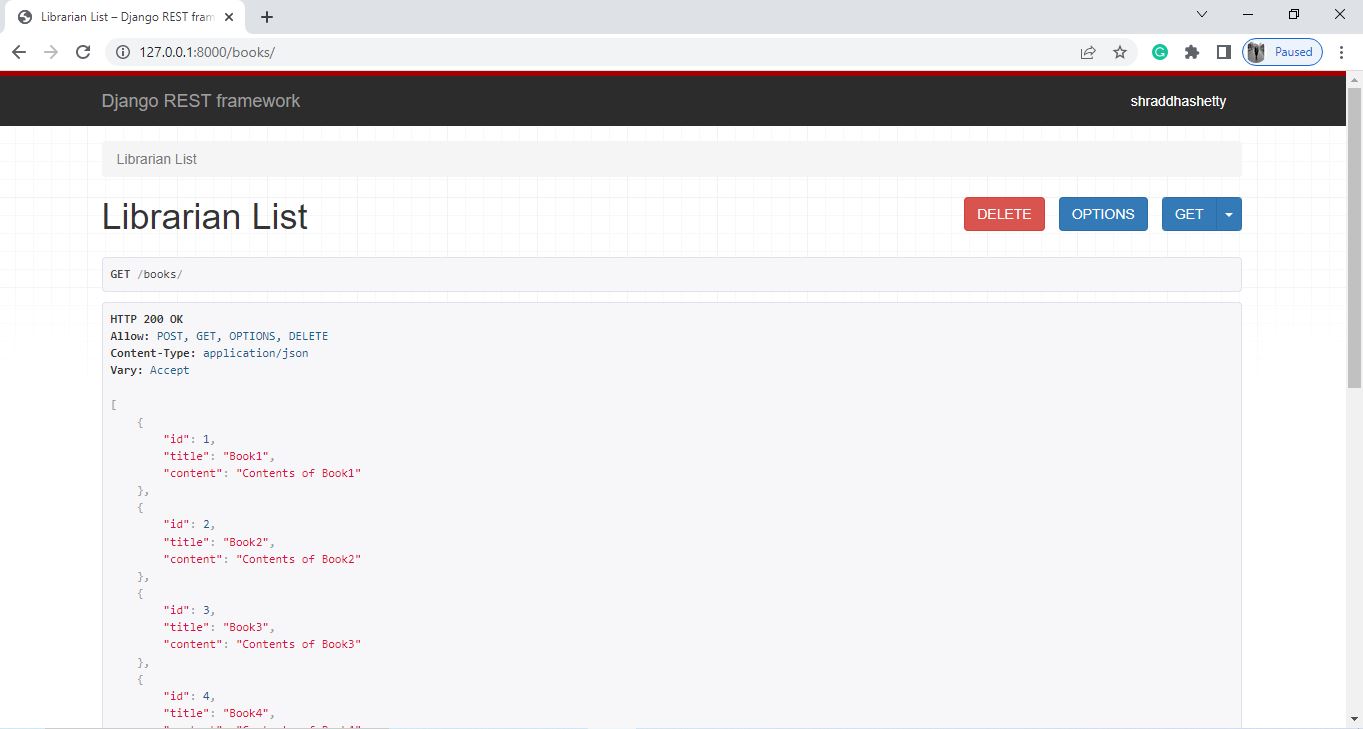 Librarian List – Django REST fram
127.0.0.1:8000/books/
Paused
Django REST framework
shraddhashetty
Librarian List
Librarian List
DELETE
OPTIONS
GET
GET /books/
HTTP 200 OK
Allow: POST, GET, OPTIONS, DELETE
Content-Type: application/json
Vary: Accept
[
{
"id": 1,
"title": "Book1",
"content": "Contents of Book1"
},
{
"id": 2,
"title": "Book2",
"content": "Contents of Book2"
},
{
"id": 3,
"title": "Book3",
"content": "Contents of Book3"
},
{
"id": 4,
"title": "Book4",